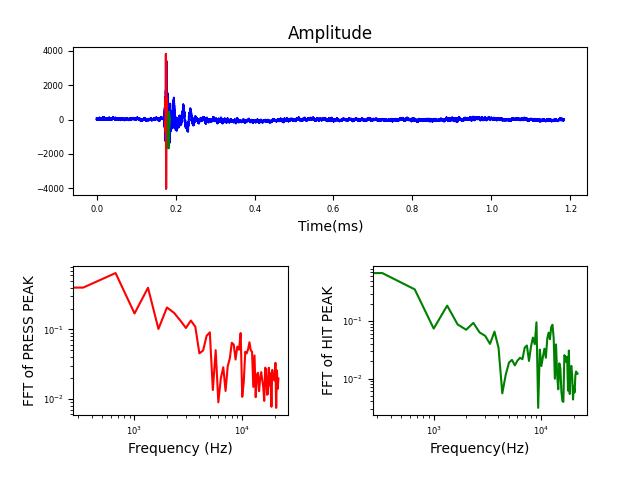 Amplitude
4000
2000
0
−2000
−4000
0.0 0.2 0.4 0.6 0.8 1.0 1.2
Time(ms)
FFT of PRESS PEAK
10⁻¹
10⁻²
10³ 10⁴
Frequency (Hz)
FFT of HIT PEAK
10⁻¹
10⁻²
10³ 10⁴
Frequency(Hz)